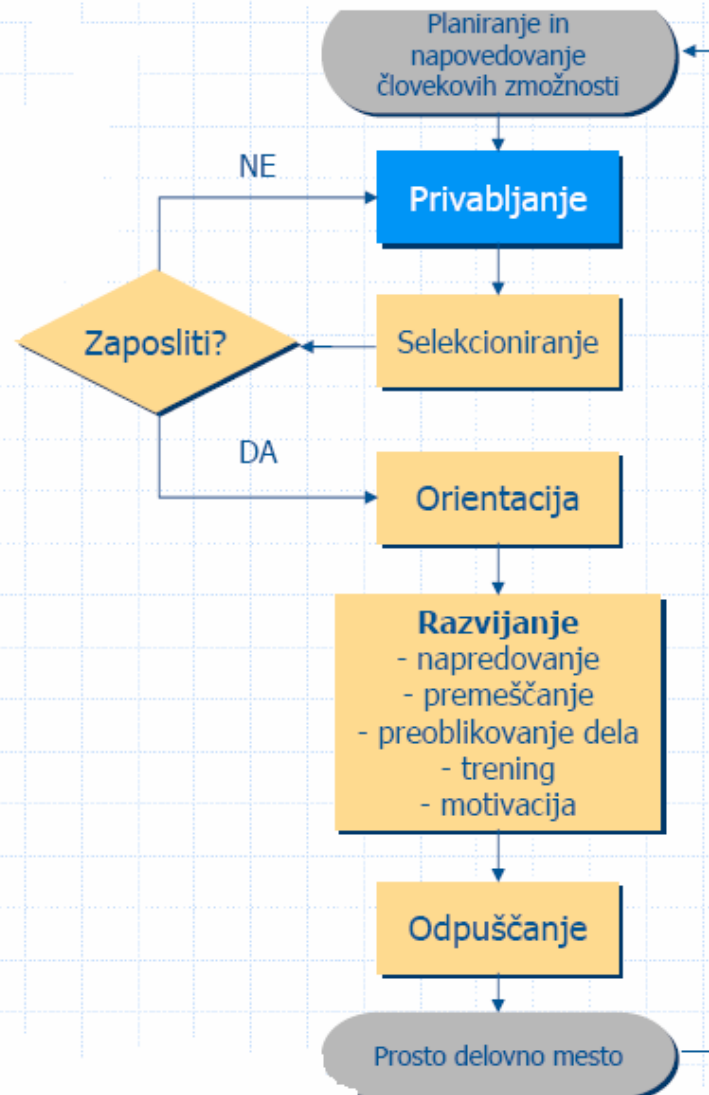 Planiranje in
napovedovanje
človekovih zmožnosti
NE
Privabljanje
Zaposliti?
Selekcioniranje
DA
Orientacija
Razvijanje
- napredovanje
- premeščanje
- preoblikovanje dela
- trening
- motivacija
Odpuščanje
Prosto delovno mesto